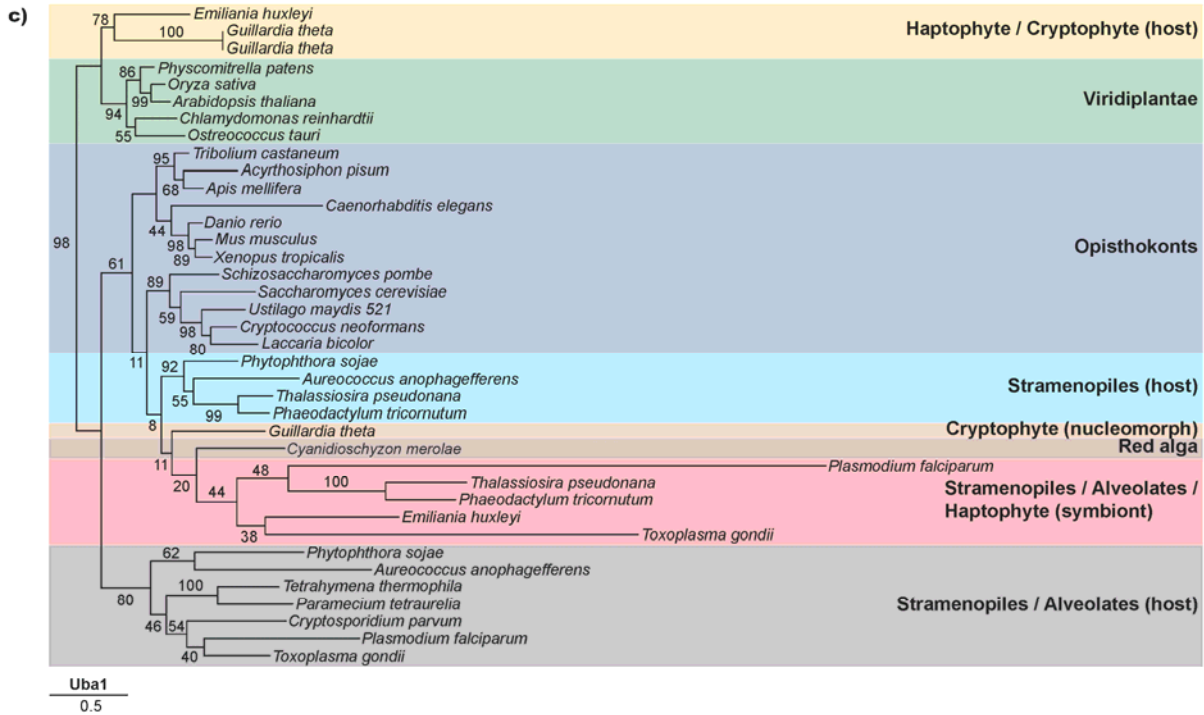 c)
78
Emiliania huxleyi
100
Guillardia theta
Guillardia theta
Haptophyte / Cryptophyte (host)
86
Physcomitrella patens
Oryza sativa
99
Arabidopsis thaliana
94
Chlamydomonas reinhardtii
55
Ostreococcus tauri
Viridiplantae
95
Tribolium castaneum
Acyrthosiphon pisum
68
Apis mellifera
Caenorhabditis elegans
44
Danio rerio
98
Mus musculus
89
Xenopus tropicalis
98
61
Opisthokonts
89
Schizosaccharomyces pombe
Saccharomyces cerevisiae
59
Ustilago maydis 521
98
Cryptococcus neoformans
80
Laccaria bicolor
11
92
Phytophthora sojae
Aureococcus anophagefferens
55
Thalassiosira pseudonana
99
Phaeodactylum tricornutum
Stramenopiles (host)
8
Guillardia theta
Cryptophyte (nucleomorph)
11
Cyanidioschyzon merolae
Red alga
20
48
Plasmodium falciparum
44
100
Thalassiosira pseudonana
Phaeodactylum tricornutum
Emiliania huxleyi
38
Toxoplasma gondii
Stramenopiles / Alveolates /
Haptophyte (symbiont)
62
Phytophthora sojae
Aureococcus anophagefferens
80
100
Tetrahymena thermophila
Paramecium tetraurelia
46
54
Cryptosporidium parvum
Plasmodium falciparum
40
Toxoplasma gondii
Stramenopiles / Alveolates (host)
Uba1
0.5